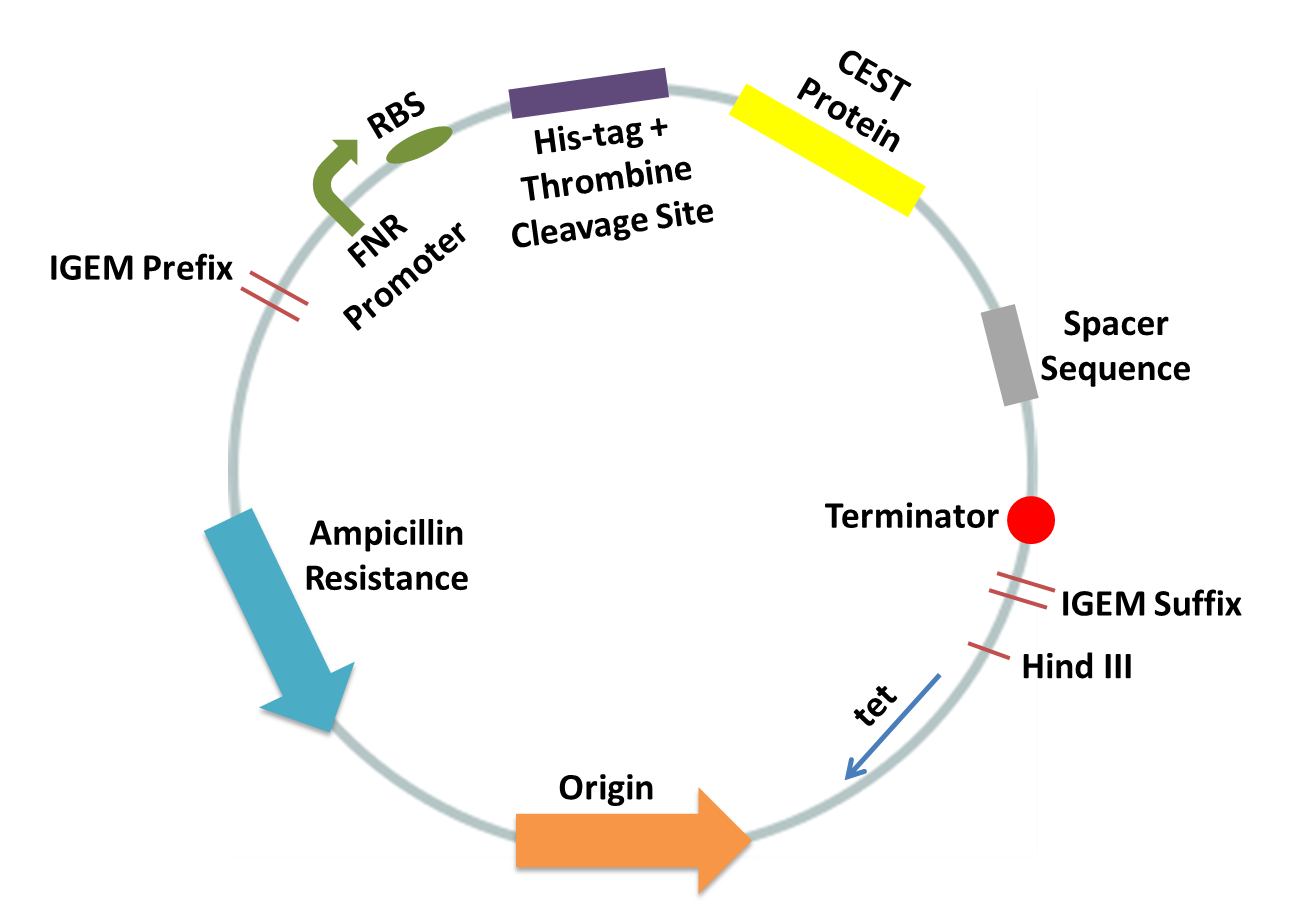 CEST
Protein
RBS
His-tag +
Thrombine
Cleavage Site
FNR
Promoter
IGEM Prefix
Spacer
Sequence
Terminator
Ampicillin
Resistance
IGEM Suffix
Hind III
tet
Origin